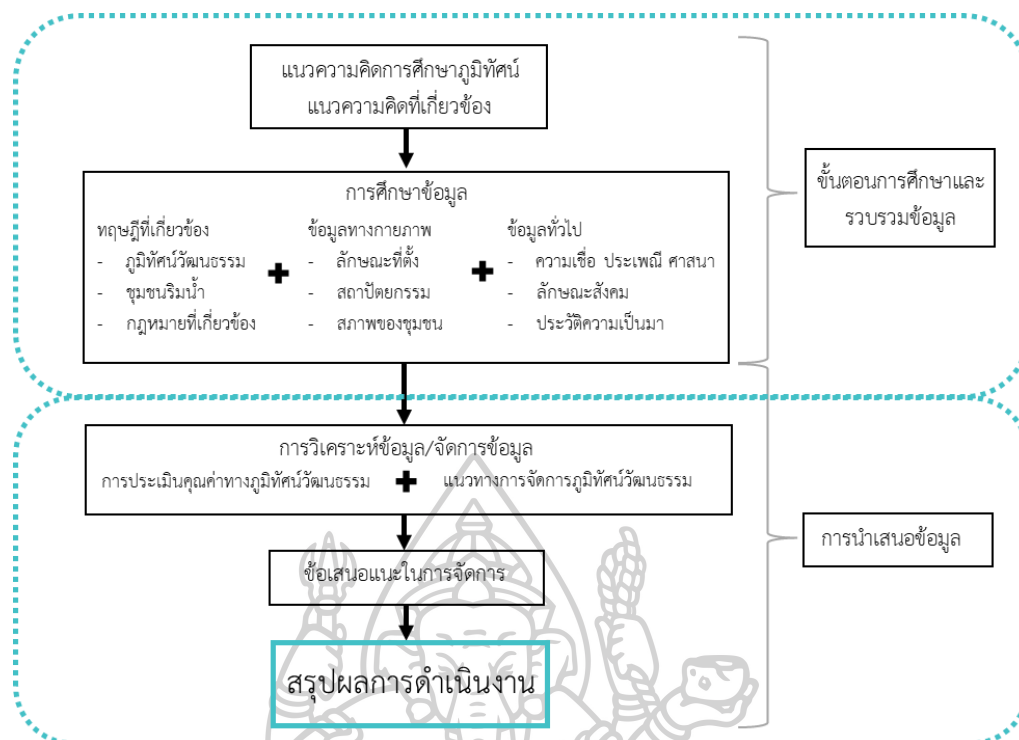 แนวความคิดการศึกษาภูมิทัศน์
แนวความคิดที่เกี่ยวข้อง
การศึกษาข้อมูล
ทฤษฎีที่เกี่ยวข้อง
- ภูมิทัศน์วัฒนธรรม
- ชุมชนริมน้ำ
- กฎหมายที่เกี่ยวข้อง
ข้อมูลทางกายภาพ
- ลักษณะที่ตั้ง
- สถาปัตยกรรม
- สภาพของชุมชน
ข้อมูลทั่วไป
- ความเชื่อ ประเพณี ศาสนา
- ลักษณะสังคม
- ประวัติความเป็นมา
ขั้นตอนการศึกษาและ
รวบรวมข้อมูล
การวิเคราะห์ข้อมูล/จัดการข้อมูล
การประเมินคุณค่าทางภูมิทัศน์วัฒนธรรม + แนวทางการจัดการภูมิทัศน์วัฒนธรรม
ข้อเสนอแนะในการจัดการ
สรุปผลการดำเนินงาน
การนำเสนอข้อมูล